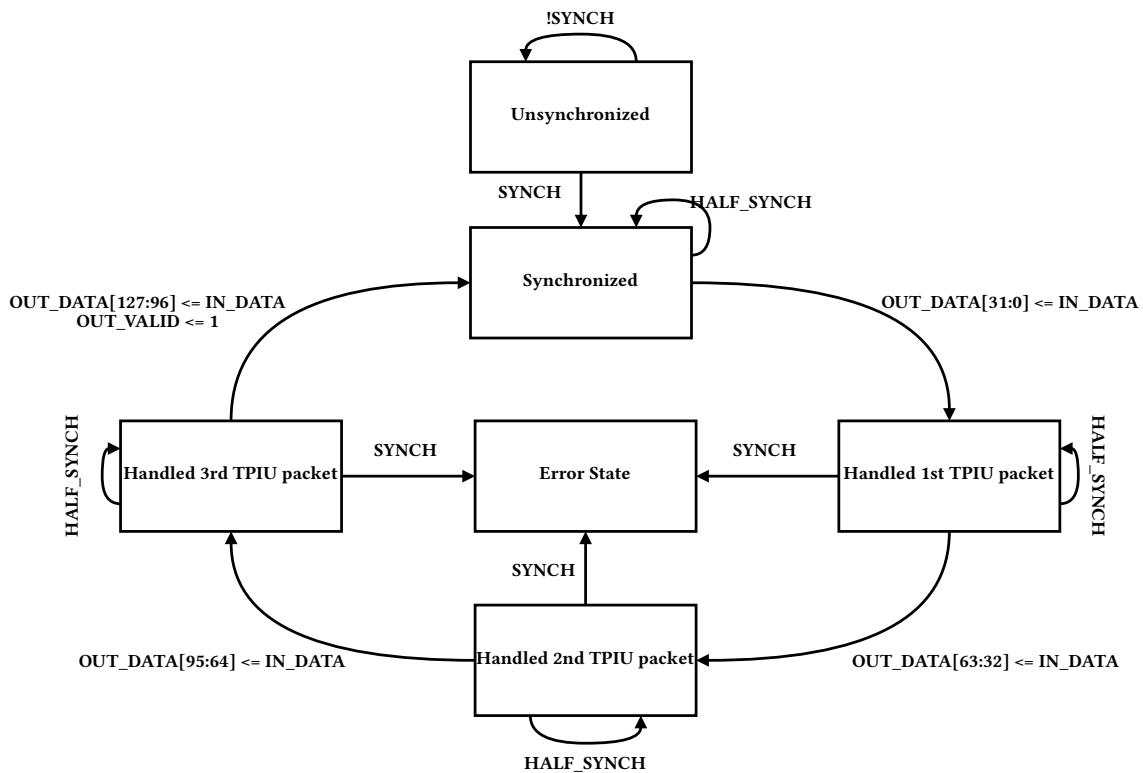 !SYNCH
Unsynchronized
SYNCH
HALF_SYNCH
Synchronized
OUT_DATA[127:96] <= IN_DATA
OUT_VALID <= 1
OUT_DATA[31:0] <= IN_DATA
HALF_SYNCH
Handled 3rd TPIU packet
SYNCH
Error State
SYNCH
Handled 1st TPIU packet
HALF_SYNCH
SYNCH
OUT_DATA[95:64] <= IN_DATA
Handled 2nd TPIU packet
OUT_DATA[63:32] <= IN_DATA
HALF_SYNCH